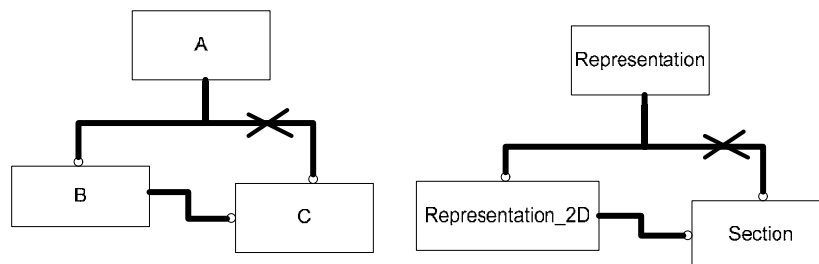 A
B
C
Representation
Representation_2D
Section